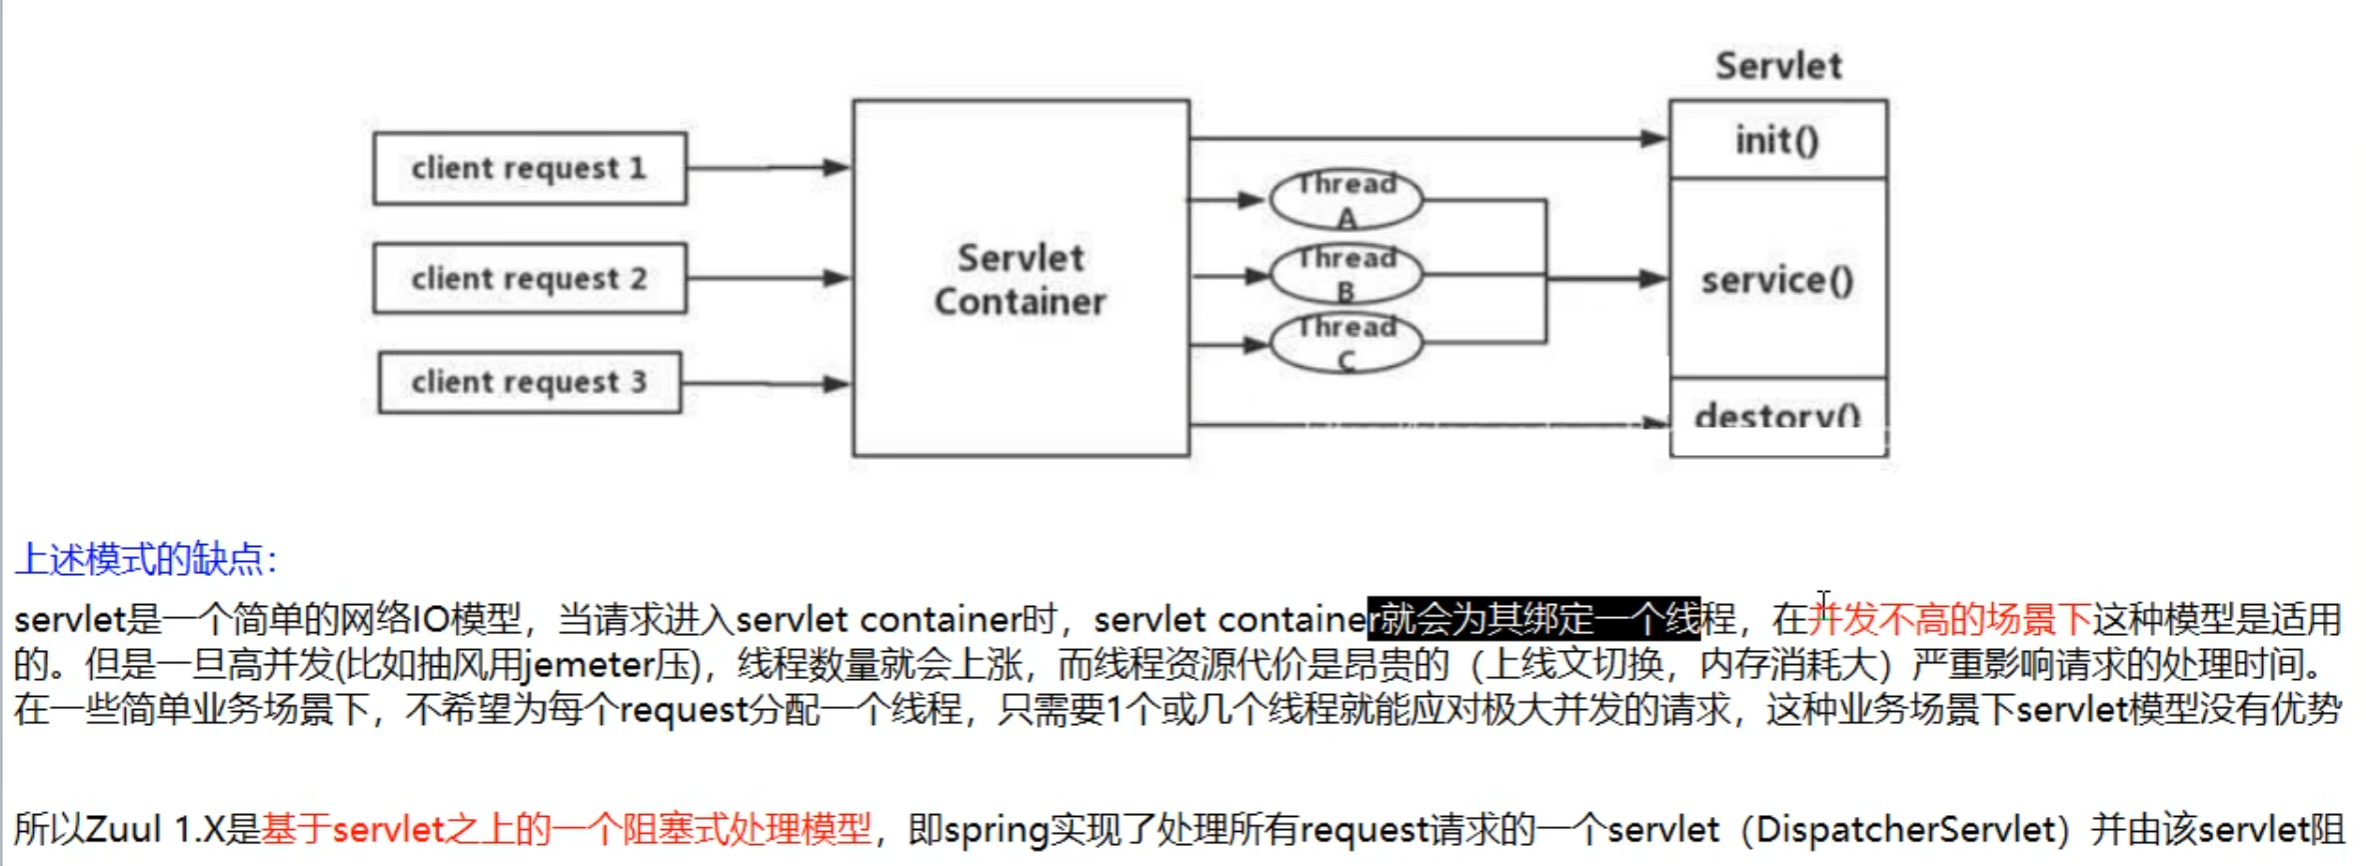 Servlet
client request 1
client request 2
client request 3
Servlet
Container
Thread
A
Thread
B
Thread
C
init()
service()
destory()
上述模式的缺点：
servlet是一个简单的网络IO模型，当请求进入servlet container时，servlet container就会为其绑定一个线程，在并发不高的场景下这种模型是适用
的。但是一旦高并发(比如抽风用jemeter压)，线程数量就会上涨，而线程资源代价是昂贵的（上线文切换，内存消耗大）严重影响请求的处理时间。
在一些简单业务场景下，不希望为每个request分配一个线程，只需要1个或几个线程就能应对极大并发的请求，这种业务场景下servlet模型没有优势
所以Zuul 1.X是基于servlet之上的一个阻塞式处理模型，即spring实现了处理所有request请求的一个servlet（DispatcherServlet）并由该servlet阻